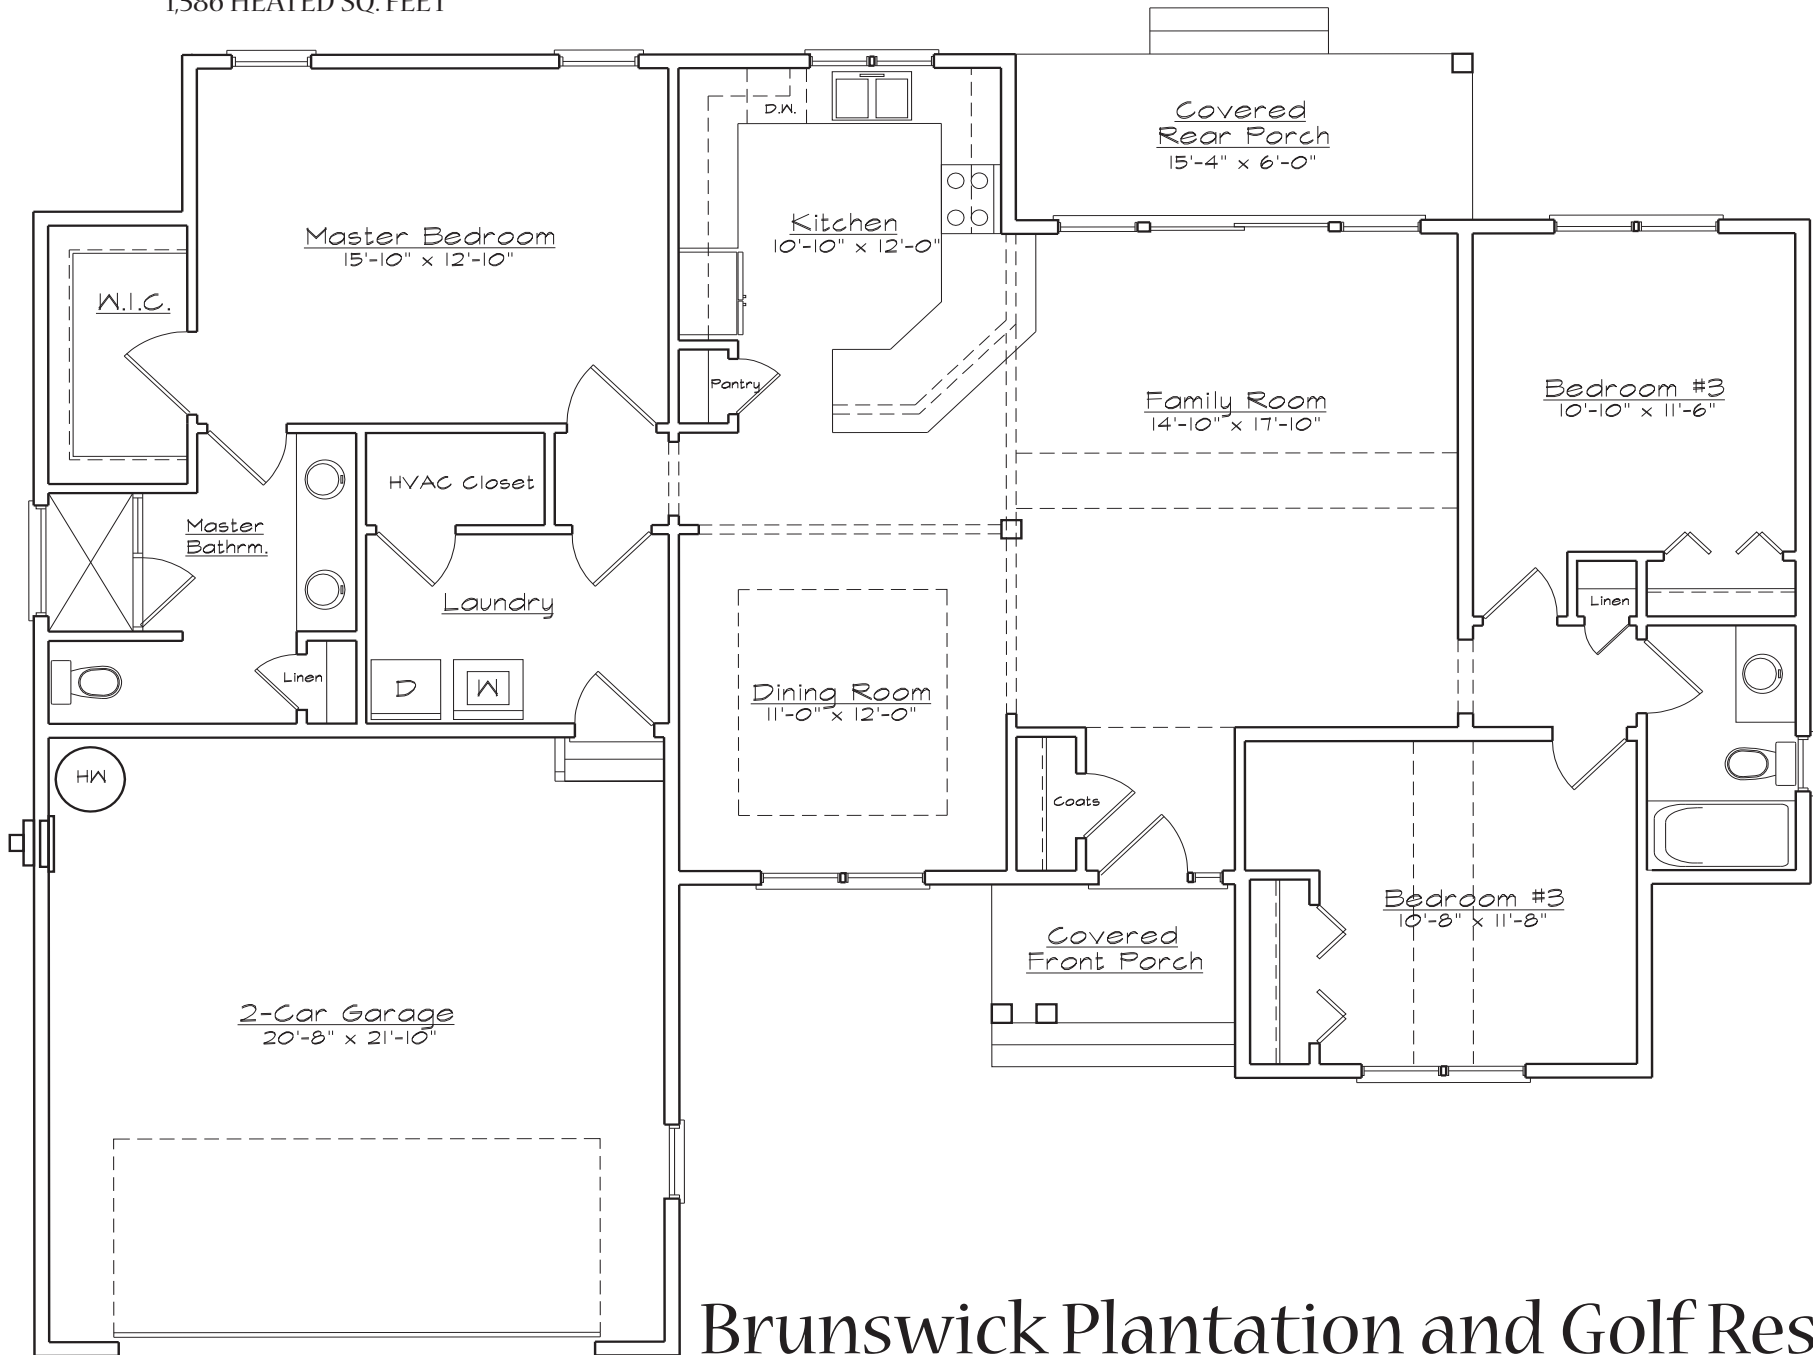 1,586 HEATED SQ. FEET
Covered
Rear Porch
15'-4" x 6'-0"
D.W.
Kitchen
10'-10" x 12'-0"
Master Bedroom
15'-10" x 12'-10"
W.I.C.
Pantry
Family Room
14'-10" x 17'-10"
Bedroom #3
10'-10" x 11'-6"
HVAC Closet
Master
Bathrm.
Laundry
Linen
Linen
D
W
Dining Room
11'-0" x 12'-0"
HW
Coats
Bedroom #3
10'-8" x 11'-8"
Covered
Front Porch
2-Car Garage
20'-8" x 21'-10"
Brunswick Plantation and Golf Res